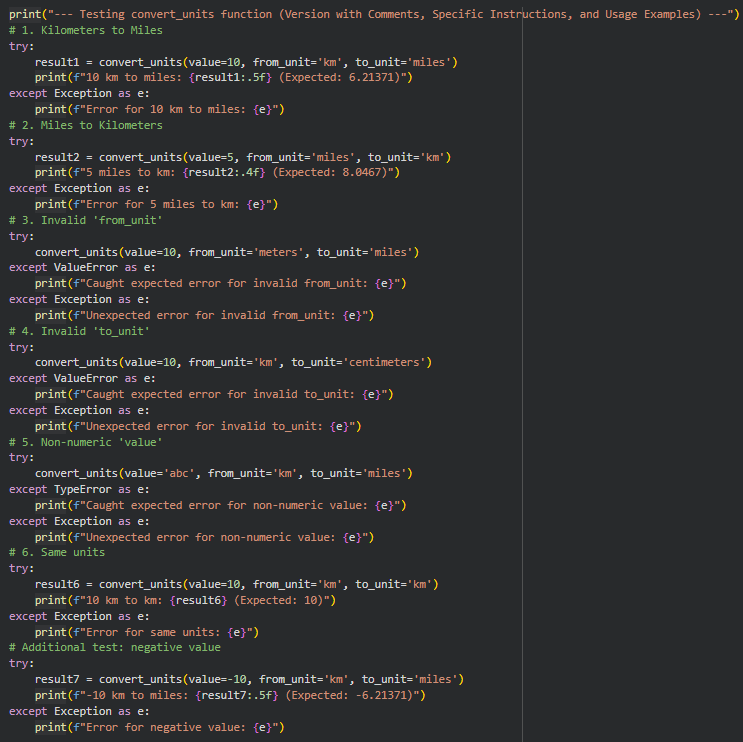 print("--- Testing convert_units function (Version with Comments, Specific Instructions, and Usage Examples) ---")
# 1. Kilometers to Miles
try:
    result1 = convert_units(value=10, from_unit='km', to_unit='miles')
    print(f"10 km to miles: {result1:.5f} (Expected: 6.21371)")
except Exception as e:
    print(f"Error for 10 km to miles: {e}")
# 2. Miles to Kilometers
try:
    result2 = convert_units(value=5, from_unit='miles', to_unit='km')
    print(f"5 miles to km: {result2:.4f} (Expected: 8.0467)")
except Exception as e:
    print(f"Error for 5 miles to km: {e}")
# 3. Invalid 'from_unit'
try:
    convert_units(value=10, from_unit='meters', to_unit='miles')
except ValueError as e:
    print(f"Caught expected error for invalid from_unit: {e}")
except Exception as e:
    print(f"Unexpected error for invalid from_unit: {e}")
# 4. Invalid 'to_unit'
try:
    convert_units(value=10, from_unit='km', to_unit='centimeters')
except ValueError as e:
    print(f"Caught expected error for invalid to_unit: {e}")
except Exception as e:
    print(f"Unexpected error for invalid to_unit: {e}")
# 5. Non-numeric 'value'
try:
    convert_units(value='abc', from_unit='km', to_unit='miles')
except TypeError as e:
    print(f"Caught expected error for non-numeric value: {e}")
except Exception as e:
    print(f"Unexpected error for non-numeric value: {e}")
# 6. Same units
try:
    result6 = convert_units(value=10, from_unit='km', to_unit='km')
    print(f"10 km to km: {result6} (Expected: 10)")
except Exception as e:
    print(f"Error for same units: {e}")
# Additional test: negative value
try:
    result7 = convert_units(value=-10, from_unit='km', to_unit='miles')
    print(f"-10 km to miles: {result7:.5f} (Expected: -6.21371)")
except Exception as e:
    print(f"Error for negative value: {e}")